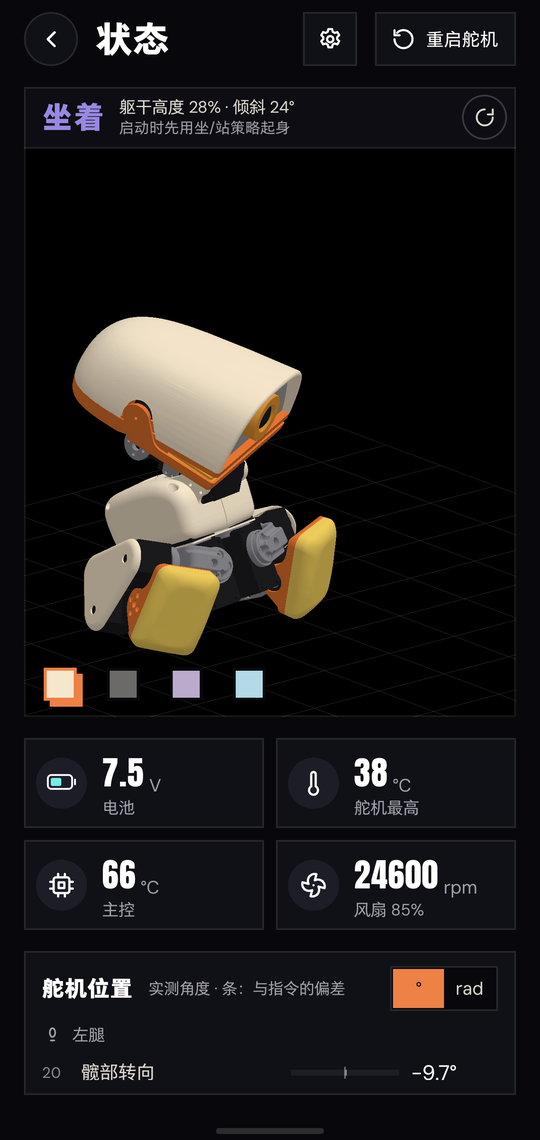 状态
重启舵机
坐着
躯干高度 28% · 倾斜 24°
启动时先用坐/站策略起身
7.5 V
电池
38 °C
舵机最高
66 °C
主控
24600 rpm
风扇 85%
舵机位置 实测角度 · 条：与指令的偏差 ° rad
左腿
20 髋部转向 −9.7°